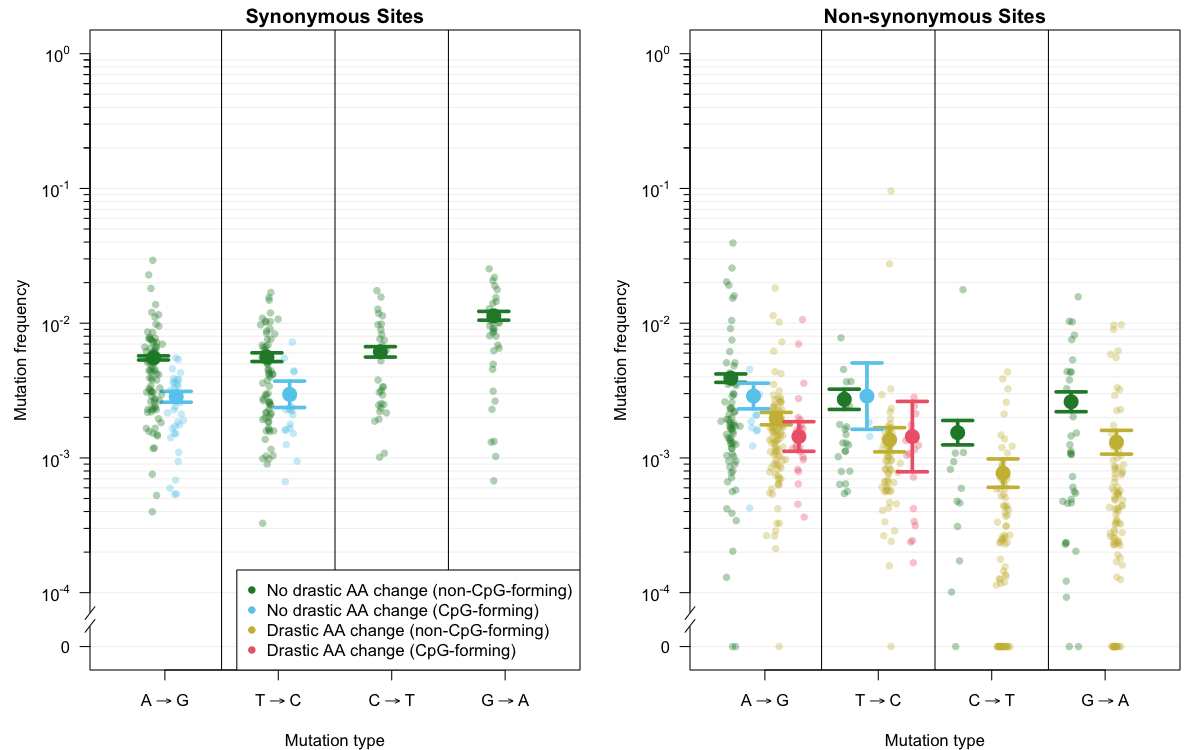 Synonymous Sites
Mutation frequency
10^0
10^-1
10^-2
10^-3
10^-4
0
No drastic AA change (non-CpG-forming)
No drastic AA change (CpG-forming)
Drastic AA change (non-CpG-forming)
Drastic AA change (CpG-forming)
A → G
T → C
C → T
G → A
Mutation type
Non-synonymous Sites
Mutation frequency
10^0
10^-1
10^-2
10^-3
10^-4
0
A → G
T → C
C → T
G → A
Mutation type